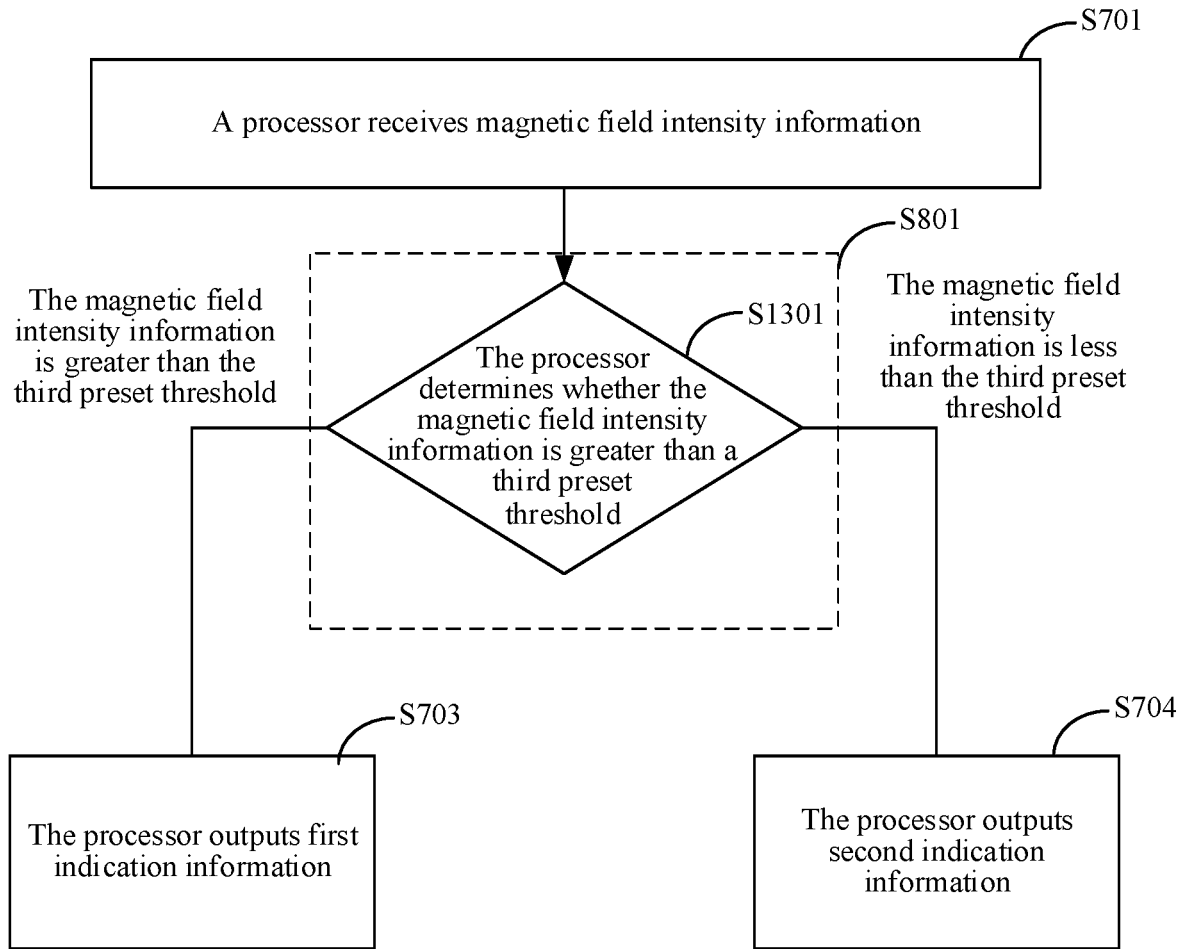 S701
A processor receives magnetic field intensity information
S801
The magnetic field
intensity information
is greater than the
third preset threshold
S1301
The processor
determines whether the
magnetic field intensity
information is greater than a
third preset
threshold
The magnetic field
intensity
information is less
than the third preset
threshold
S703
The processor outputs first
indication information
S704
The processor outputs
second indication
information